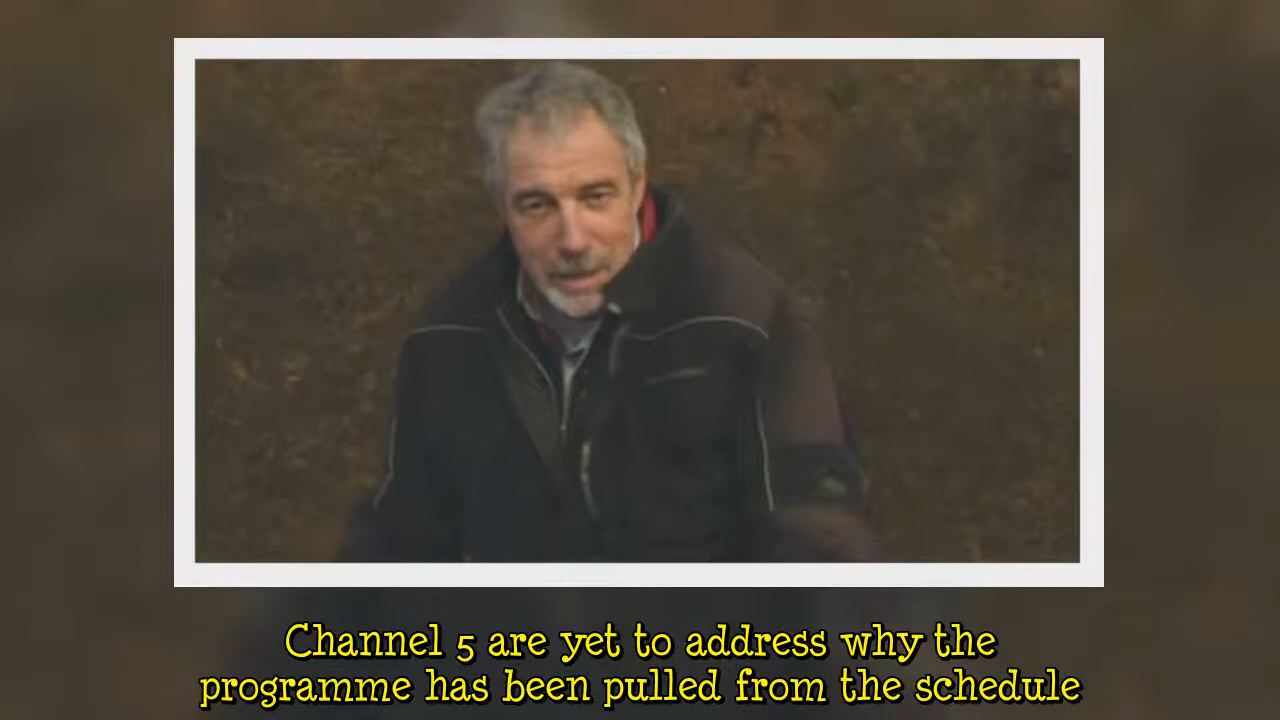 Channel 5 are yet to address why the
programme has been pulled from the schedule